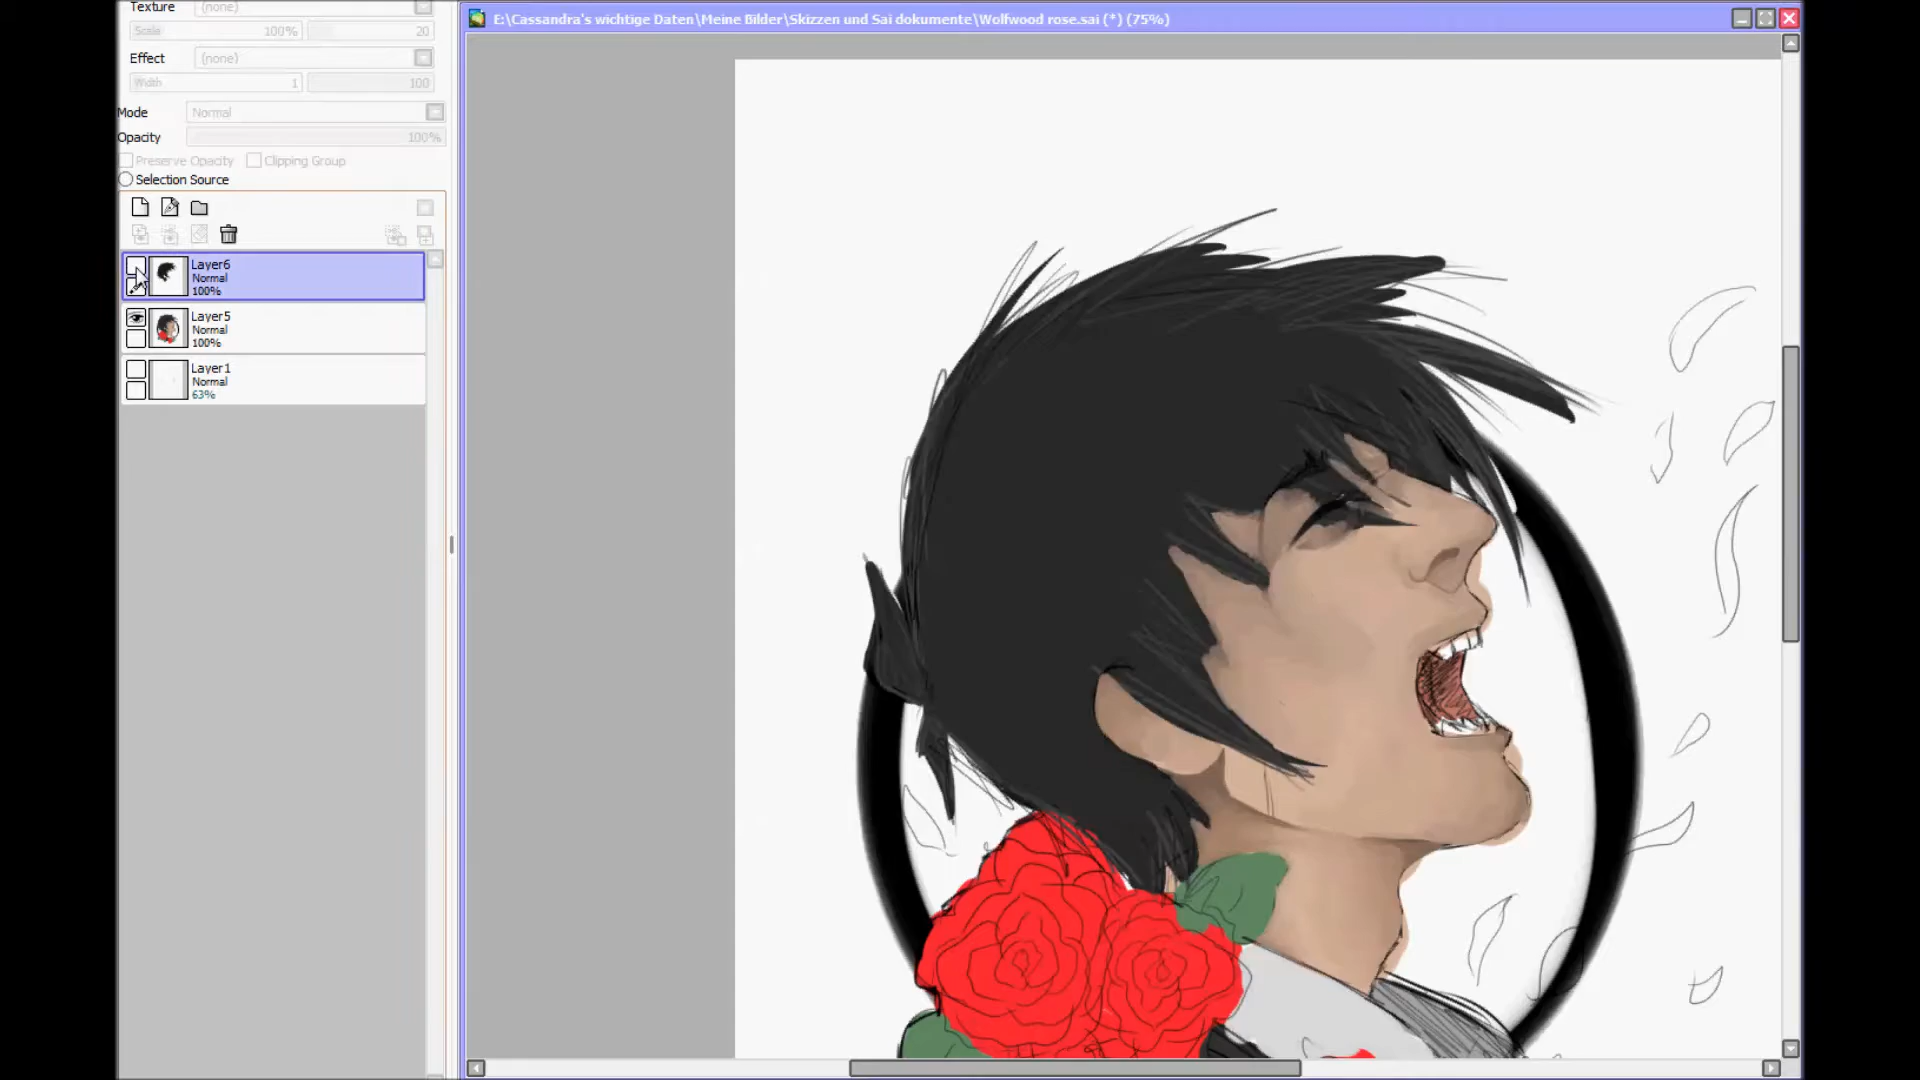 Texture (none)
Scale 100% 20
E:\Cassandra's wichtige Daten\Meine Bilder\Skizzen und Sai dokumente\Wolfwood rose.sai (*) (75%)
Effect (none)
Width 1 100
Mode Normal
Opacity 100%
Preserve Opacity Clipping Group
Selection Source
Layer6
Normal
100%
Layer5
Normal
100%
Layer1
Normal
63%